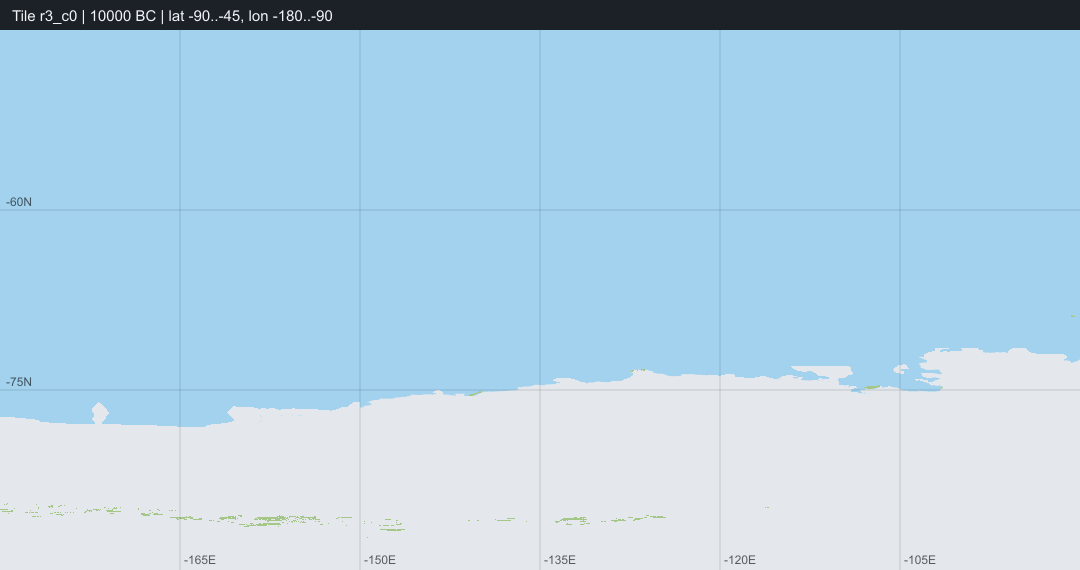 Tile r3_c0 | 10000 BC | lat -90..-45, lon -180..-90
-60N
-75N
-165E
-150E
-135E
-120E
-105E